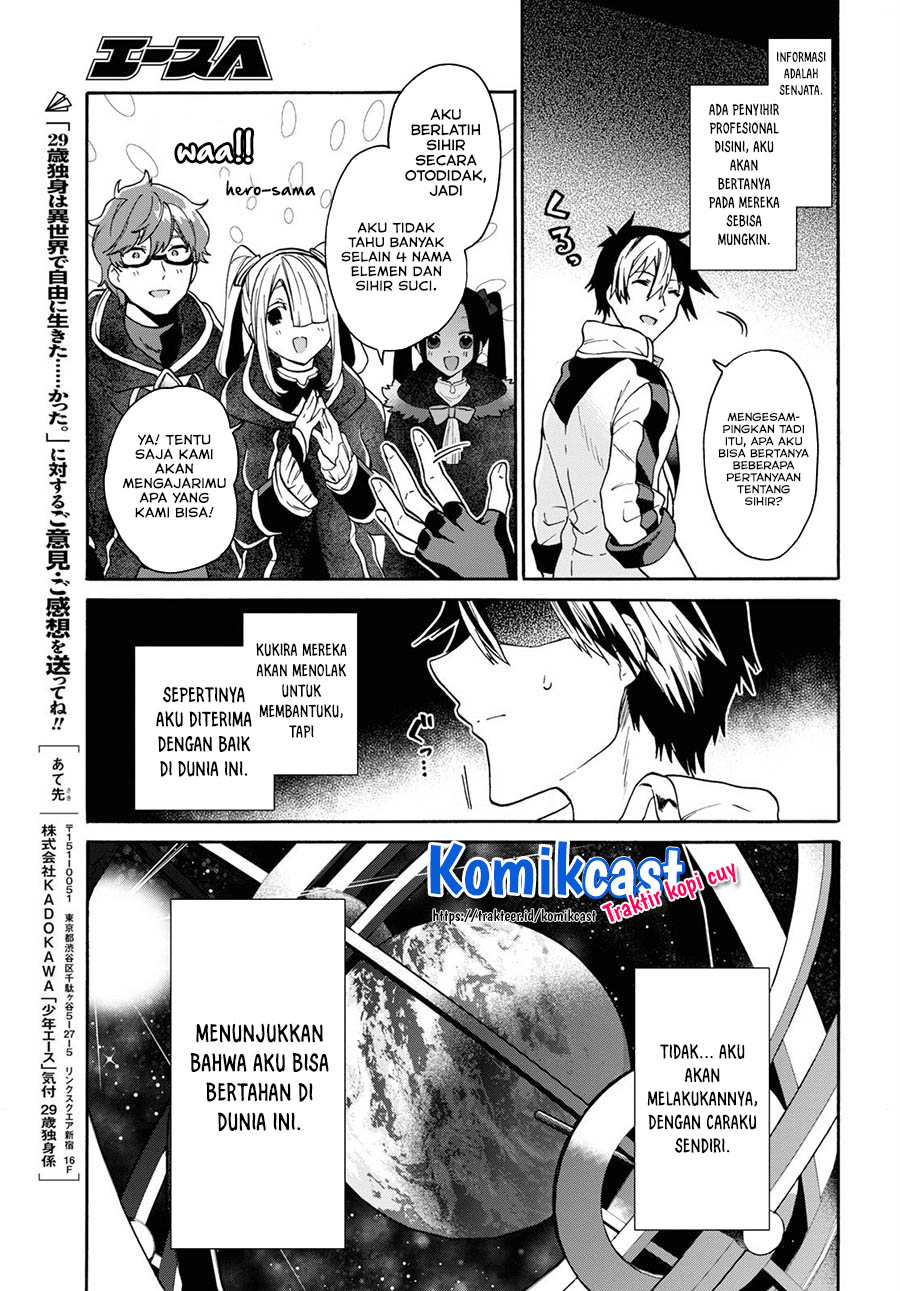 エースA
INFORMASI
ADALAH
SENJATA.
ADA PENYIHIR
PROFESIONAL
DISINI, AKU
AKAN
BERTANYA
PADA MEREKA
SEBISA
MUNGKIN.
くるっ
MENGESAM-
PINGKAN TADI
ITU, APA AKU
BISA BERTANYA
BEBERAPA
PERTANYAAN
TENTANG
SIHIR?
AKU
BERLATIH
SIHIR
SECARA
OTODIDAK,
JADI
AKU TIDAK
TAHU BANYAK
SELAIN 4 NAMA
ELEMEN DAN
SIHIR SUCI.
waa!!
hero-sama
YA! TENTU
SAJA KAMI
AKAN
MENGAJARIMU
APA YANG
KAMI BISA!
KUKIRA MEREKA
AKAN MENOLAK
UNTUK
MEMBANTUKU,
TAPI
SEPERTINYA
AKU DITERIMA
DENGAN BAIK
DI DUNIA INI.
Komikcast
Traktir kopi cuy
https://trakteer.id/komikcast
TIDAK... AKU
AKAN
MELAKUKANNYA,
DENGAN CARAKU
SENDIRI.
MENUNJUKKAN
BAHWA AKU BISA
BERTAHAN DI
DUNIA INI.
「29歳独身は異世界で自由に生きた……かった。」に対するご意見・ご感想を送ってね!!
あて先
さき
〒151-0051 東京都渋谷区千駄ヶ谷5-27-5 リンクスクエア新宿 16F
株式会社KADOKAWA「少年エース」気付 29歳独身係